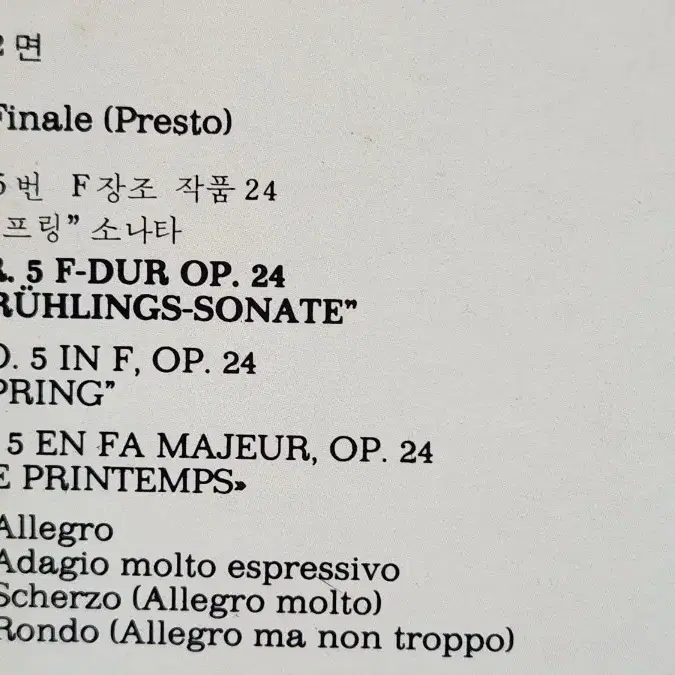 2 면
Finale (Presto)
5번 F장조 작품 24
프링” 소나타
R. 5 F-DUR OP. 24
RÜHLINGS-SONATE”
O. 5 IN F, OP. 24
PRING”
5 EN FA MAJEUR, OP. 24
E PRINTEMPS»
Allegro
Adagio molto espressivo
Scherzo (Allegro molto)
Rondo (Allegro ma non troppo)